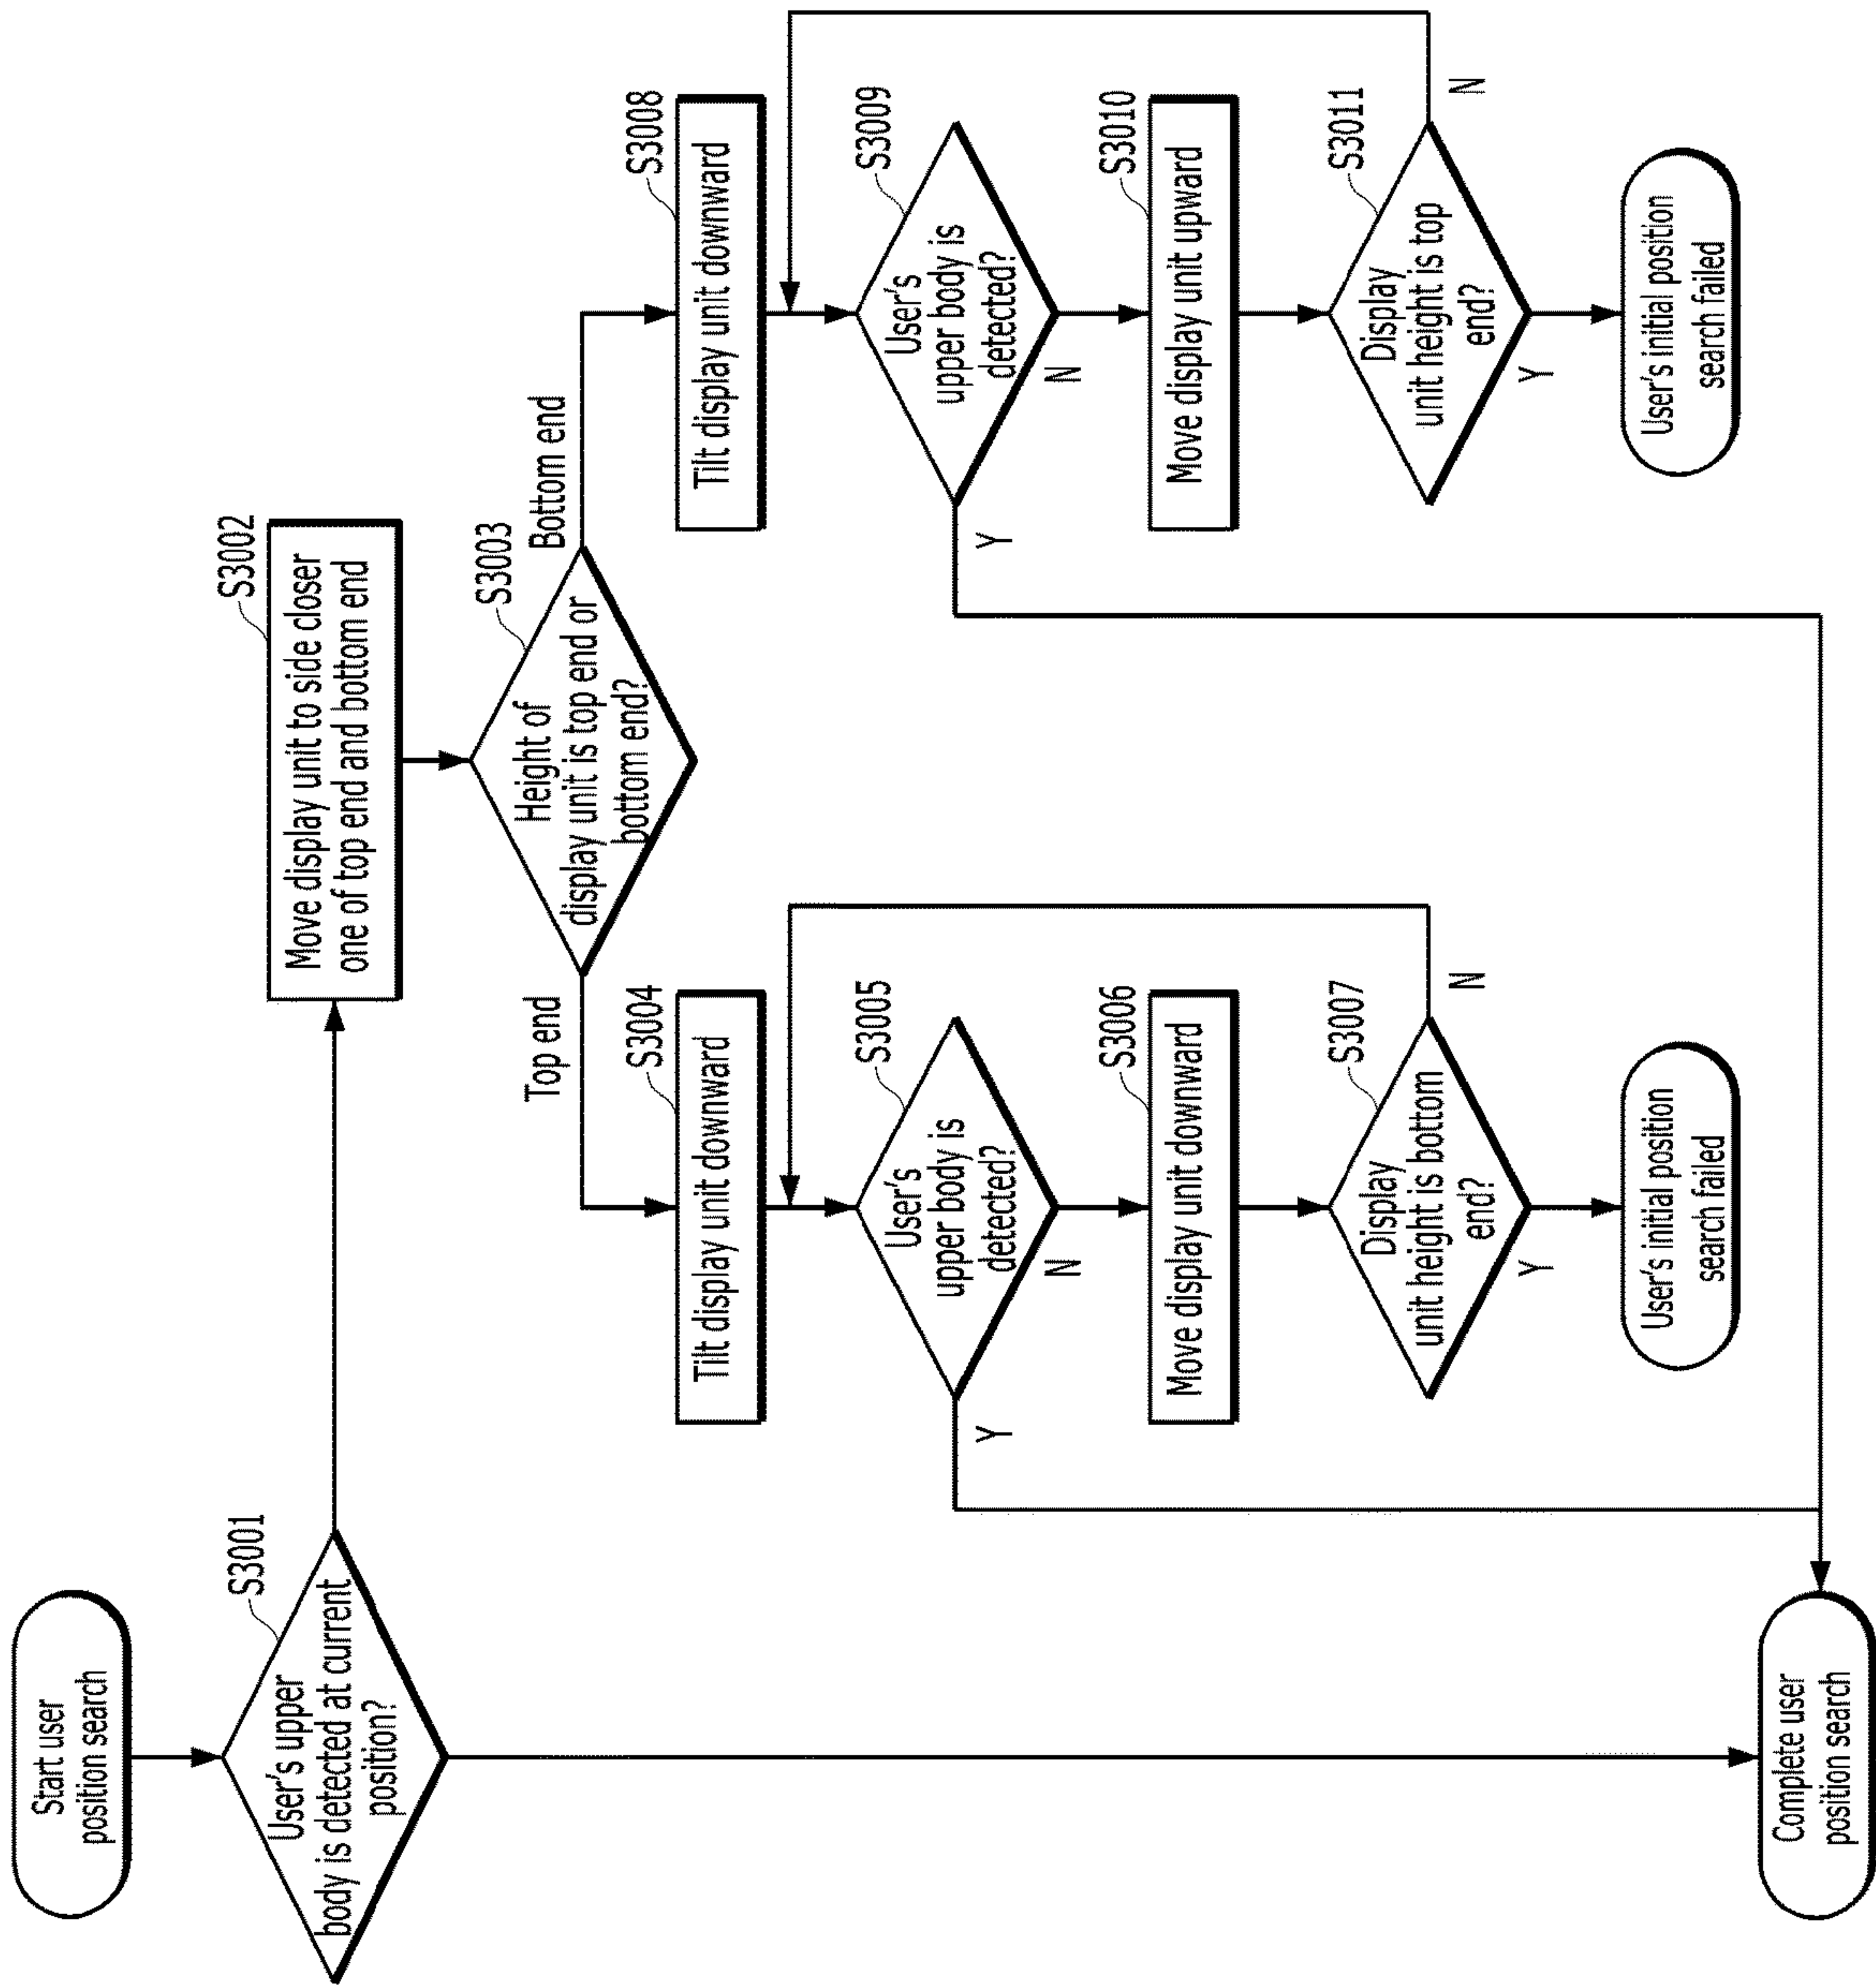 Start user
position search
S3001
User's upper
body is detected at current
position?
S3002
Move display unit to side closer
one of top end and bottom end
S3003
Height of
display unit is top end or
bottom end?
Top end
Bottom end
S3004
Tilt display unit downward
S3005
User's
upper body is
detected?
Y
N
S3006
Move display unit downward
S3007
Display
unit height is bottom
end?
N
Y
User's initial position
search failed
S3008
Tilt display unit downward
S3009
User's
upper body is
detected?
Y
N
S3010
Move display unit upward
S3011
Display
unit height is top
end?
N
Y
User's initial position
search failed
Complete user
position search